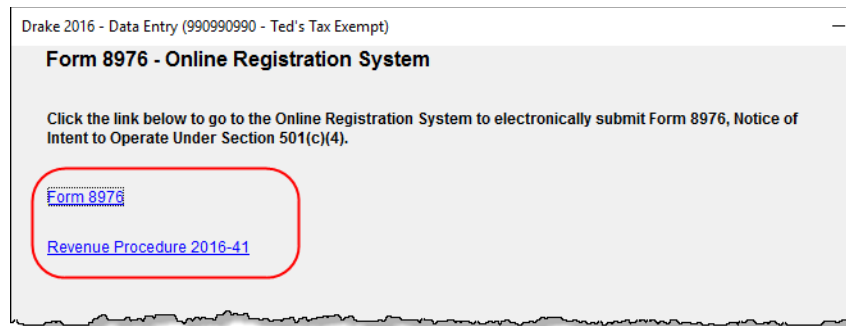 Drake 2016 - Data Entry (990990990 - Ted's Tax Exempt)
Form 8976 - Online Registration System
Click the link below to go to the Online Registration System to electronically submit Form 8976, Notice of
Intent to Operate Under Section 501(c)(4).
Form 8976
Revenue Procedure 2016-41